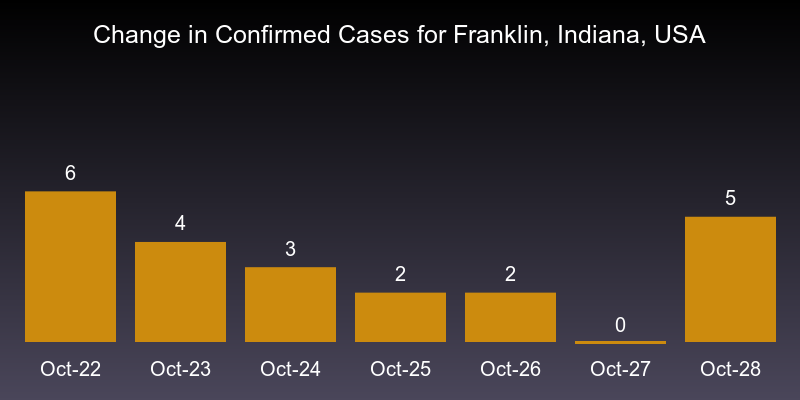 Change in Confirmed Cases for Franklin, Indiana, USA
6
4
3
2
2
0
5
Oct-22
Oct-23
Oct-24
Oct-25
Oct-26
Oct-27
Oct-28